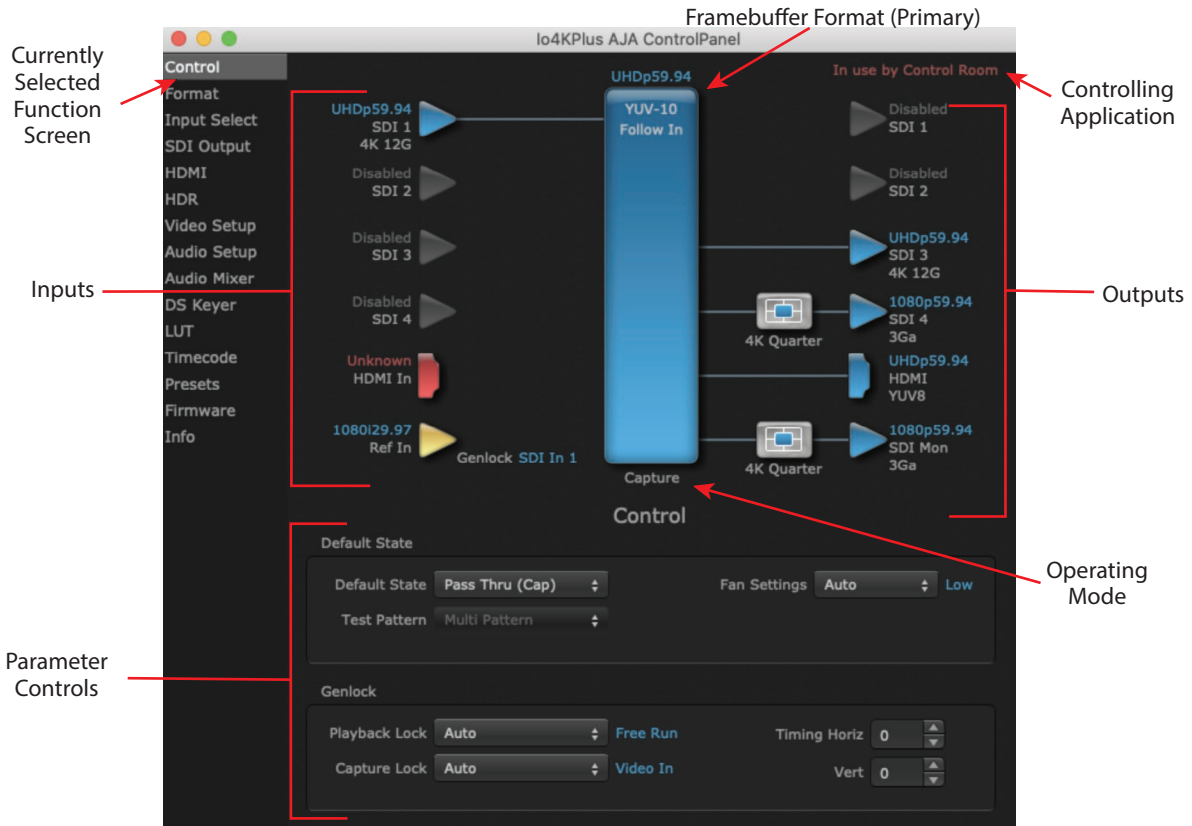 Framebuffer Format (Primary)
Currently
Selected
Function
Screen
Controlling
Application
Inputs
Outputs
Operating
Mode
Parameter
Controls
Io4KPlus AJA ControlPanel
Control
Format
Input Select
SDI Output
HDMI
HDR
Video Setup
Audio Setup
Audio Mixer
DS Keyer
LUT
Timecode
Presets
Firmware
Info
UHDp59.94
In use by Control Room
UHDp59.94
SDI 1
4K 12G
Disabled
SDI 2
Disabled
SDI 3
Disabled
SDI 4
Unknown
HDMI In
1080i29.97
Ref In
Genlock SDI In 1
YUV-10
Follow In
Capture
Disabled
SDI 1
Disabled
SDI 2
UHDp59.94
SDI 3
4K 12G
4K Quarter
1080p59.94
SDI 4
3Ga
UHDp59.94
HDMI
YUV8
4K Quarter
1080p59.94
SDI Mon
3Ga
Control
Default State
Default State Pass Thru (Cap) Fan Settings Auto Low
Test Pattern Multi Pattern
Genlock
Playback Lock Auto Free Run Timing Horiz 0
Capture Lock Auto Video In Vert 0